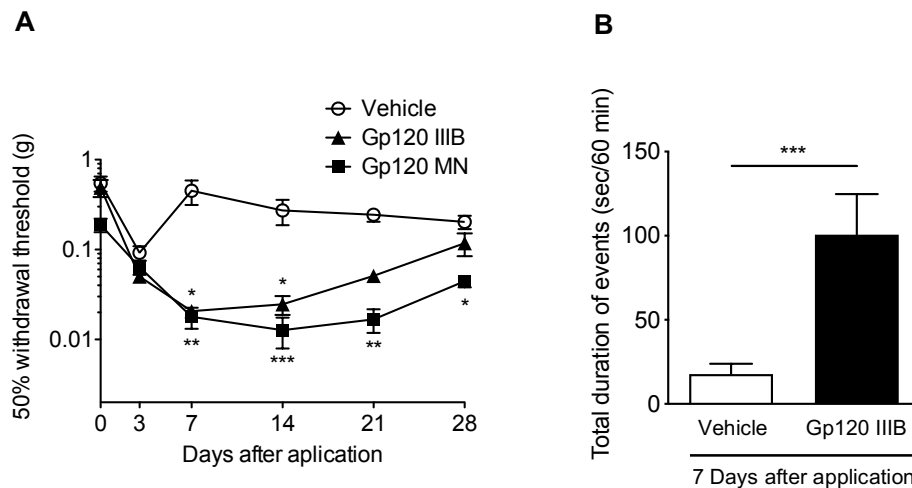 A
Vehicle
Gp120 IIIB
Gp120 MN
50% withdrawal threshold (g)
1
0.1
0.01
*
*
**
***
**
*
0
3
7
14
21
28
Days after aplication
B
Total duration of events (sec/60 min)
150
100
50
0
***
Vehicle
Gp120 IIIB
7 Days after application